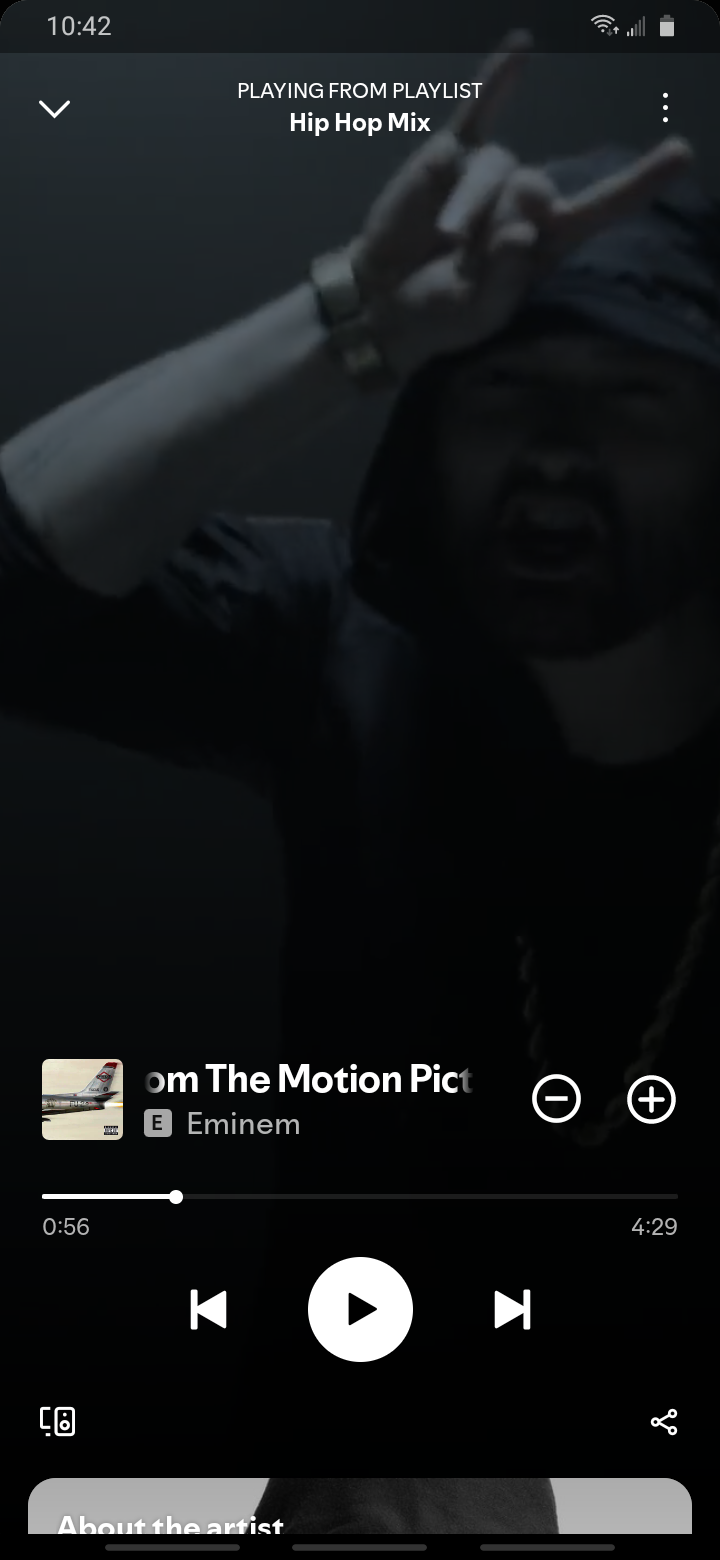 10:42
PLAYING FROM PLAYLIST
Hip Hop Mix
om The Motion Pict
E Eminem
0:56
4:29
About the artist